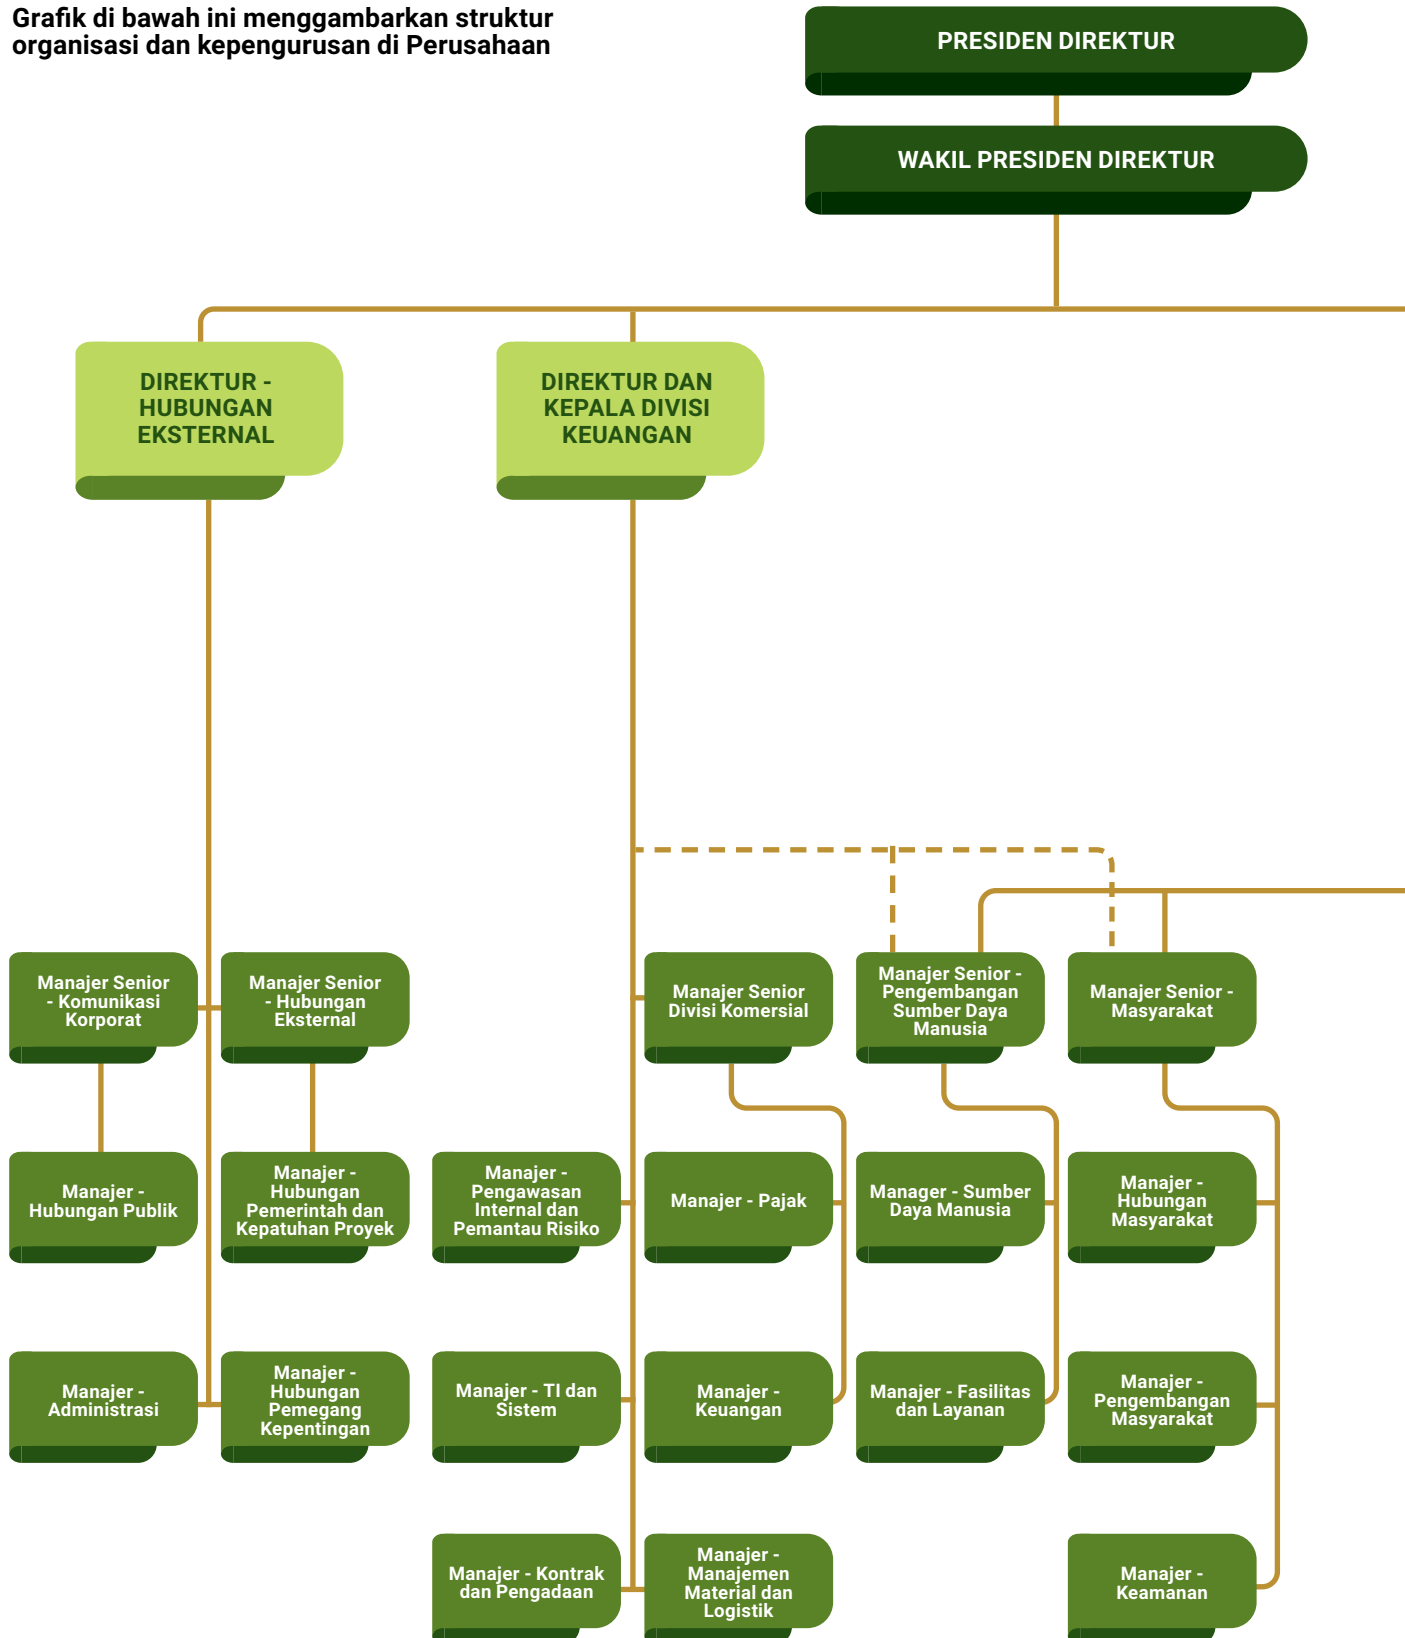 Grafik di bawah ini menggambarkan struktur
organisasi dan kepengurusan di Perusahaan
PRESIDEN DIREKTUR
WAKIL PRESIDEN DIREKTUR
DIREKTUR -
HUBUNGAN
EKSTERNAL
DIREKTUR DAN
KEPALA DIVISI
KEUANGAN
Manajer Senior
- Komunikasi
Korporat
Manajer Senior
- Hubungan
Eksternal
Manajer Senior
Divisi Komersial
Manajer Senior -
Pengembangan
Sumber Daya
Manusia
Manajer Senior -
Masyarakat
Manajer -
Hubungan Publik
Manajer -
Hubungan
Pemerintah dan
Kepatuhan Proyek
Manajer -
Pengawasan
Internal dan
Pemantau Risiko
Manajer - Pajak
Manager - Sumber
Daya Manusia
Manajer -
Hubungan
Masyarakat
Manajer -
Administrasi
Manajer -
Hubungan
Pemegang
Kepentingan
Manajer - TI dan
Sistem
Manajer -
Keuangan
Manajer - Fasilitas
dan Layanan
Manajer -
Pengembangan
Masyarakat
Manajer - Kontrak
dan Pengadaan
Manajer -
Manajemen
Material dan
Logistik
Manajer -
Keamanan